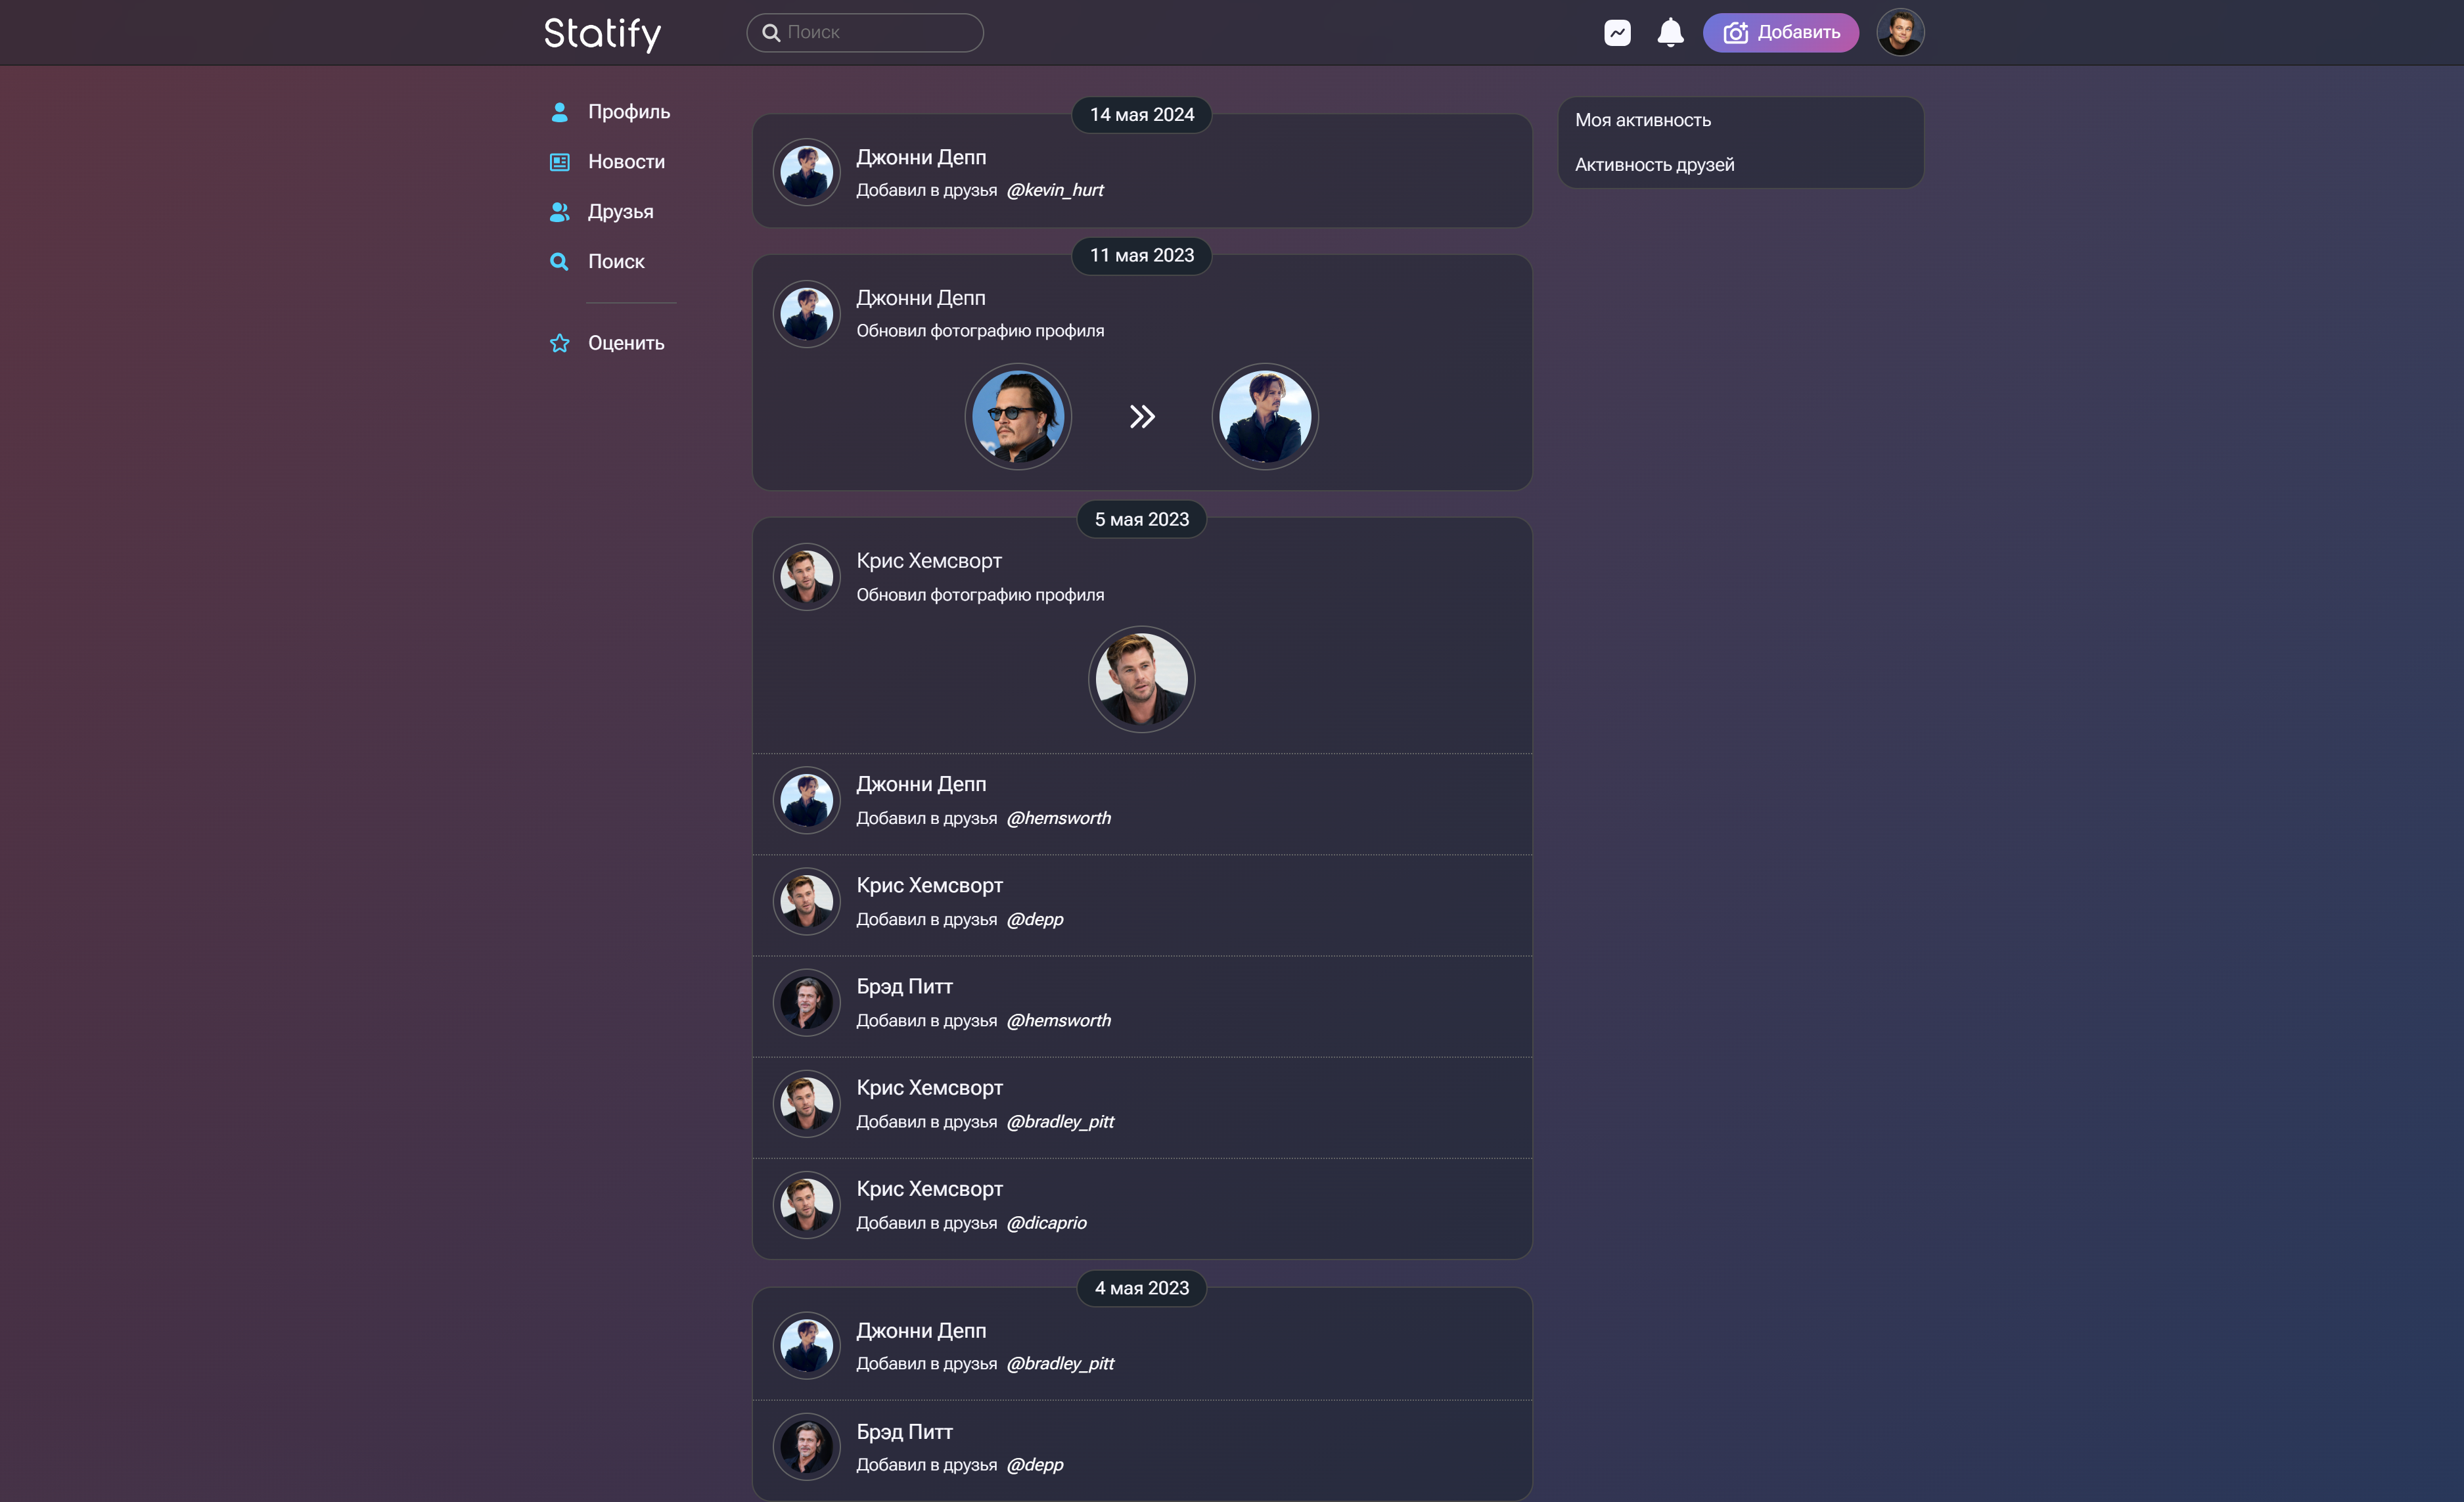 Statify
Поиск
Добавить
Профиль
Новости
Друзья
Поиск
Оценить
14 мая 2024
Джонни Депп
Добавил в друзья @kevin_hurt
11 мая 2023
Джонни Депп
Обновил фотографию профиля
5 мая 2023
Крис Хемсворт
Обновил фотографию профиля
Джонни Депп
Добавил в друзья @hemsworth
Крис Хемсворт
Добавил в друзья @depp
Брэд Питт
Добавил в друзья @hemsworth
Крис Хемсворт
Добавил в друзья @bradley_pitt
Крис Хемсворт
Добавил в друзья @dicaprio
4 мая 2023
Джонни Депп
Добавил в друзья @bradley_pitt
Брэд Питт
Добавил в друзья @depp
Моя активность
Активность друзей